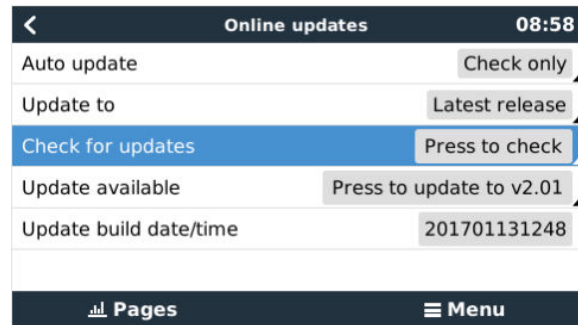 Online updates 08:58
Auto update Check only
Update to Latest release
Check for updates Press to check
Update available Press to update to v2.01
Update build date/time 201701131248
Pages Menu